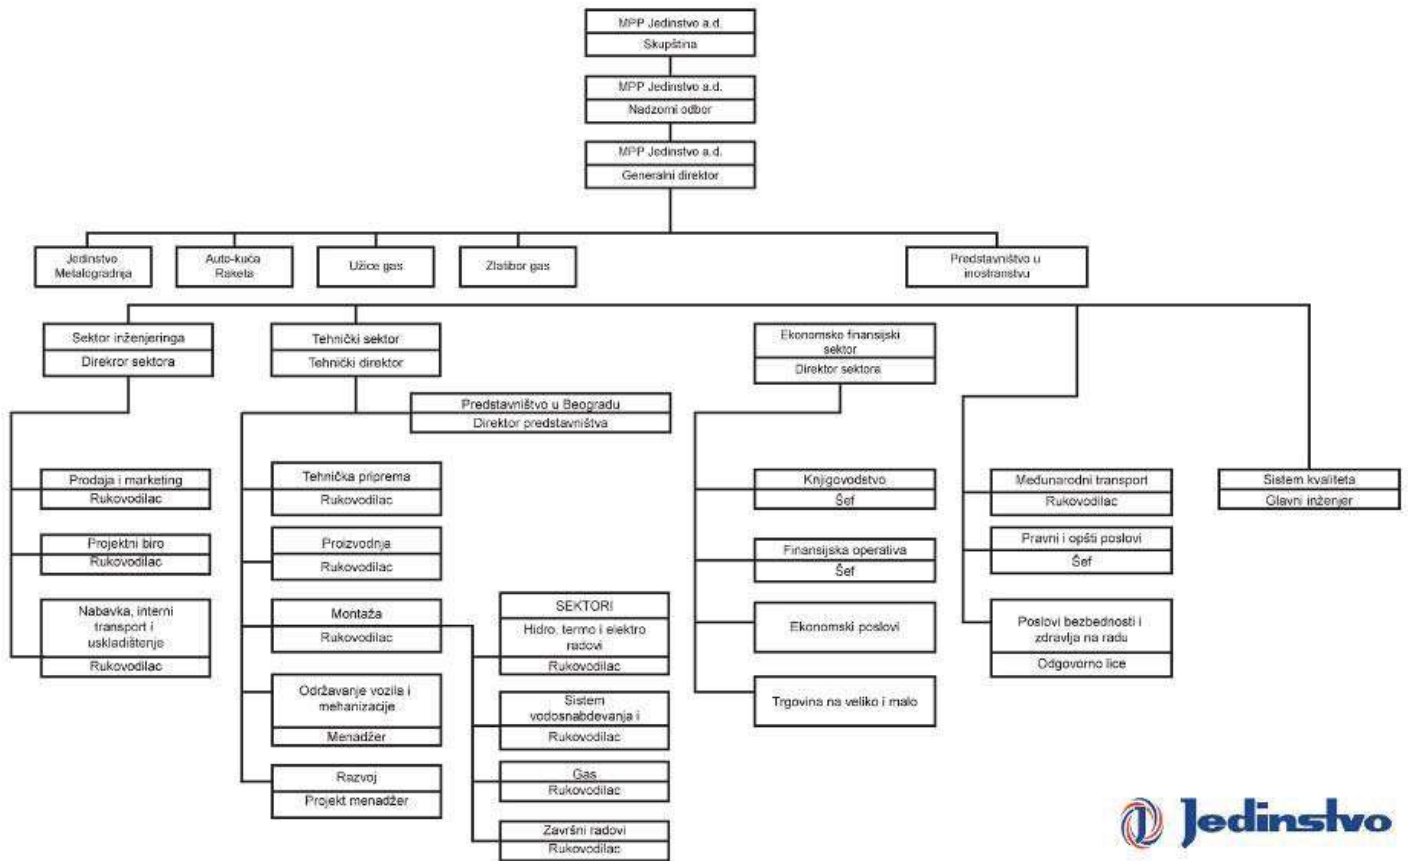 MPP Jedinstvo a.d.
Skupština
MPP Jedinstvo a.d.
Nadzorni odbor
MPP Jedinstvo a.d.
Generalni direktor
Jedinstvo
Metalogradnja
Auto-kuća
Raketa
Užice gas
Zlatibor gas
Predstavništvo u
inostranstvu
Sektor inženjeringa
Direkror sektora
Prodaja i marketing
Rukovodilac
Projektni biro
Rukovodilac
Nabavka, interni
transport i
uskladištenje
Rukovodilac
Tehnički sektor
Tehnički direktor
Predstavništvo u Beogradu
Direktor predstavništva
Tehnička priprema
Rukovodilac
Proizvodnja
Rukovodilac
Montaža
Rukovodilac
Održavanje vozila i
mehanizacije
Menadžer
Razvoj
Projekt menadžer
SEKTORI
Hidro, termo i elektro
radovi
Rukovodilac
Sistem
vodosnabdevanja i
Rukovodilac
Gas
Rukovodilac
Završni radovi
Rukovodilac
Ekonomsko finansijski
sektor
Direktor sektora
Knjigovodstvo
Šef
Finansijska operativa
Šef
Ekonomski poslovi
Trgovina na veliko i malo
Međunarodni transport
Rukovodilac
Pravni i opšti poslovi
Šef
Poslovi bezbednosti i
zdravlja na radu
Odgovorno lice
Sistem kvaliteta
Glavni inženjer
Jedinstvo